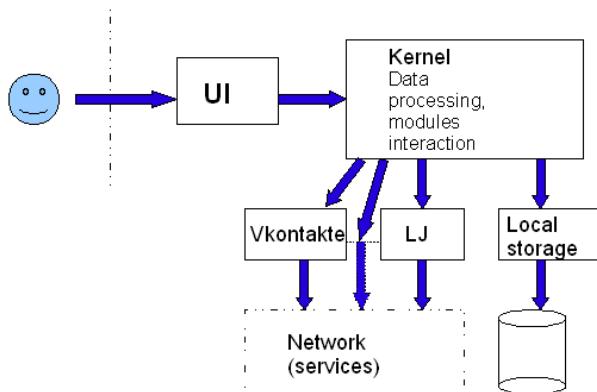 UI
Kernel
Data
processing,
modules
interaction
Vkontakte
LJ
Local
storage
Network
(services)